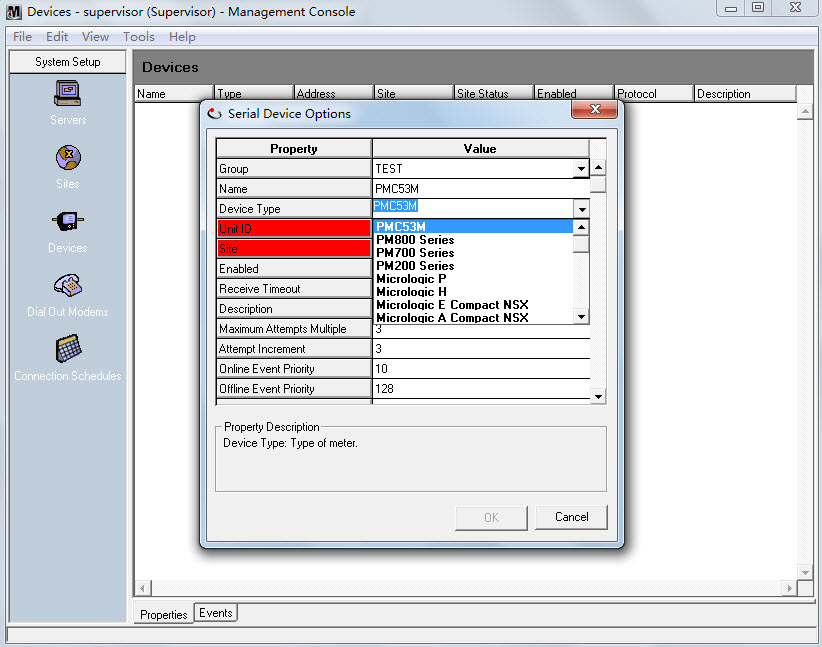 Devices - supervisor (Supervisor) - Management Console
File Edit View Tools Help
System Setup
Servers
Sites
Devices
Dial Out Modems
Connection Schedules
Devices
Name Type Address Site Site Status Enabled Protocol Description
Serial Device Options
Property Value
Group TEST
Name PMC53M
Device Type PMC53M
Unit ID
Site
Enabled
Receive Timeout
Description
PMC53M
PM800 Series
PM700 Series
PM200 Series
Micrologic P
Micrologic H
Micrologic E Compact NSX
Micrologic A Compact NSX
Maximum Attempts Multiple 3
Attempt Increment 3
Online Event Priority 10
Offline Event Priority 128
Property Description
Device Type: Type of meter.
OK Cancel
Properties Events